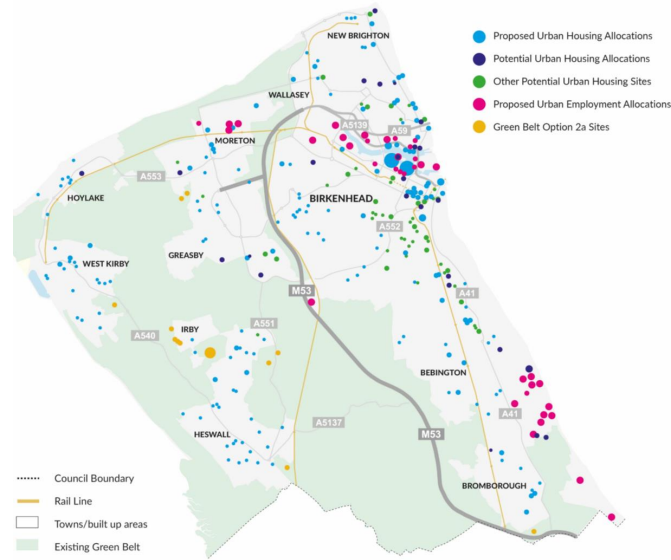 NEW BRIGHTON
Proposed Urban Housing Allocations
Potential Urban Housing Allocations
Other Potential Urban Housing Sites
Proposed Urban Employment Allocations
Green Belt Option 2a Sites
WALLASEY
A5139
A59
MORETON
A553
HOYLAKE
BIRKENHEAD
A552
GREASBY
WEST KIRBY
M53
A41
A551
A540
IRBY
BEBINGTON
A41
A5137
HESWALL
M53
BROMBOROUGH
Council Boundary
Rail Line
Towns/built up areas
Existing Green Belt